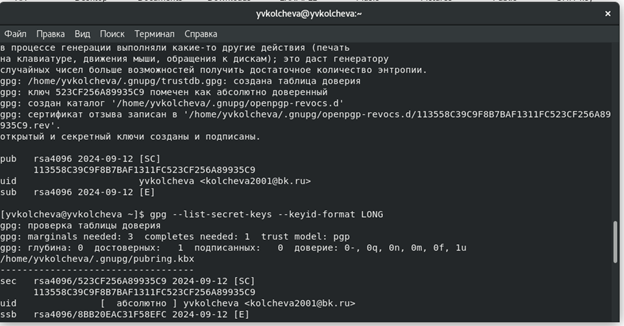 yvkolcheva@yvkolcheva:~
Файл Правка Вид Поиск Терминал Справка
в процессе генерации выполняли какие-то другие действия (печать
на клавиатуре, движения мыши, обращения к дискам); это даст генератору
случайных чисел больше возможностей получить достаточное количество энтропии.
gpg: /home/yvkolcheva/.gnupg/trustdb.gpg: создана таблица доверия
gpg: ключ 523CF256A89935C9 помечен как абсолютно доверенный
gpg: создан каталог '/home/yvkolcheva/.gnupg/openpgp-revocs.d'
gpg: сертификат отзыва записан в '/home/yvkolcheva/.gnupg/openpgp-revocs.d/113558C39C9F8B7BAF1311FC523CF256A89
935C9.rev'.
открытый и секретный ключи созданы и подписаны.
pub   rsa4096 2024-09-12 [SC]
113558C39C9F8B7BAF1311FC523CF256A89935C9
uid                      yvkolcheva <kolcheva2001@bk.ru>
sub   rsa4096 2024-09-12 [E]
[yvkolcheva@yvkolcheva ~]$ gpg --list-secret-keys --keyid-format LONG
gpg: проверка таблицы доверия
gpg: marginals needed: 3  completes needed: 1  trust model: pgp
gpg: глубина: 0  достоверных:   1  подписанных:   0  доверие: 0-, 0q, 0n, 0m, 0f, 1u
/home/yvkolcheva/.gnupg/pubring.kbx
-----------------------------------
sec   rsa4096/523CF256A89935C9 2024-09-12 [SC]
113558C39C9F8B7BAF1311FC523CF256A89935C9
uid               [  абсолютно ] yvkolcheva <kolcheva2001@bk.ru>
ssb   rsa4096/8BB20EAC31F58EFC 2024-09-12 [E]